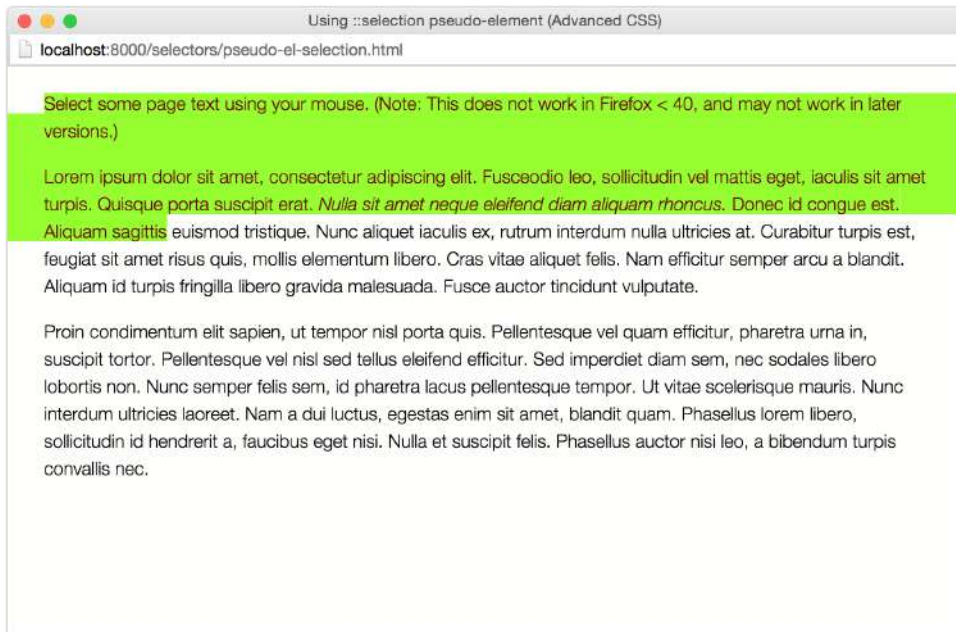 Using ::selection pseudo-element (Advanced CSS)
localhost:8000/selectors/pseudo-el-selection.html
Select some page text using your mouse. (Note: This does not work in Firefox < 40, and may not work in later
versions.)
Lorem ipsum dolor sit amet, consectetur adipiscing elit. Fusceodio leo, sollicitudin vel mattis eget, iaculis sit amet
turpis. Quisque porta suscipit erat. Nulla sit amet neque eleifend diam aliquam rhoncus. Donec id congue est.
Aliquam sagittis euismod tristique. Nunc aliquet iaculis ex, rutrum interdum nulla ultricies at. Curabitur turpis est,
feugiat sit amet risus quis, mollis elementum libero. Cras vitae aliquet felis. Nam efficitur semper arcu a blandit.
Aliquam id turpis fringilla libero gravida malesuada. Fusce auctor tincidunt vulputate.
Proin condimentum elit sapien, ut tempor nisl porta quis. Pellentesque vel quam efficitur, pharetra urna in,
suscipit tortor. Pellentesque vel nisl sed tellus eleifend efficitur. Sed imperdiet diam sem, nec sodales libero
lobortis non. Nunc semper felis sem, id pharetra lacus pellentesque tempor. Ut vitae scelerisque mauris. Nunc
interdum ultricies laoreet. Nam a dui luctus, egestas enim sit amet, blandit quam. Phasellus lorem libero,
sollicitudin id hendrerit a, faucibus eget nisi. Nulla et suscipit felis. Phasellus auctor nisi leo, a bibendum turpis
convallis nec.